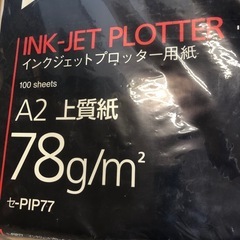 INK-JET PLOTTER
インクジェットプロッター用紙
100 sheets
A2 上質紙
78g/m²
セ-PIP77